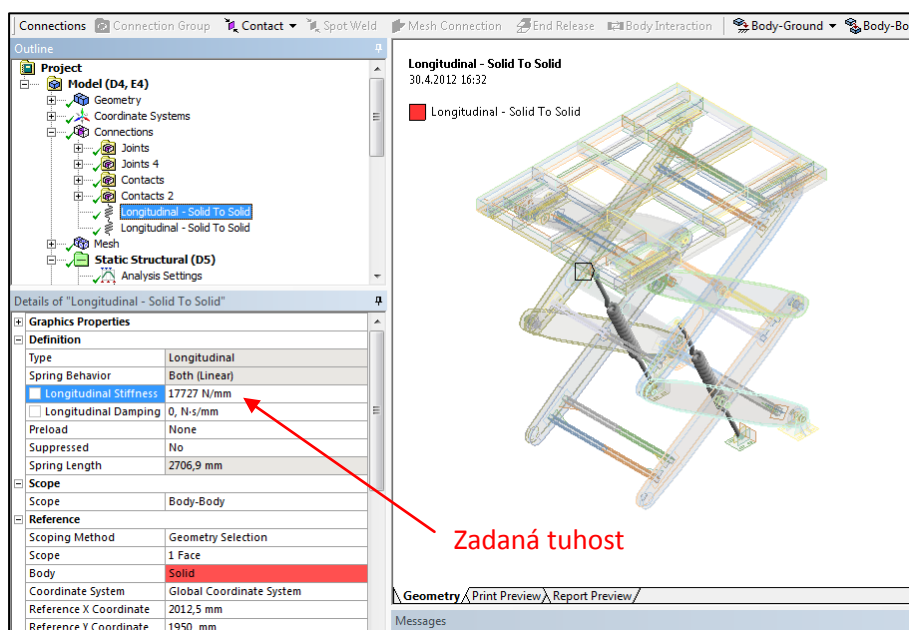 Connections Connection Group Contact Spot Weld Mesh Connection End Release Body Interaction Body-Ground Body-Bo
Outline
Project
Model (D4, E4)
Geometry
Coordinate Systems
Connections
Joints
Joints 4
Contacts
Contacts 2
Longitudinal - Solid To Solid
Longitudinal - Solid To Solid
Mesh
Static Structural (D5)
Analysis Settings
Details of "Longitudinal - Solid To Solid"
Graphics Properties
Definition
Type Longitudinal
Spring Behavior Both (Linear)
Longitudinal Stiffness 17727 N/mm
Longitudinal Damping 0, N·s/mm
Preload None
Suppressed No
Spring Length 2706,9 mm
Scope
Scope Body-Body
Reference
Scoping Method Geometry Selection
Scope 1 Face
Body Solid
Coordinate System Global Coordinate System
Reference X Coordinate 2012,5 mm
Reference Y Coordinate 1950, mm
Longitudinal - Solid To Solid
30.4.2012 16:32
Longitudinal - Solid To Solid
Zadaná tuhost
Geometry Print Preview Report Preview
Messages